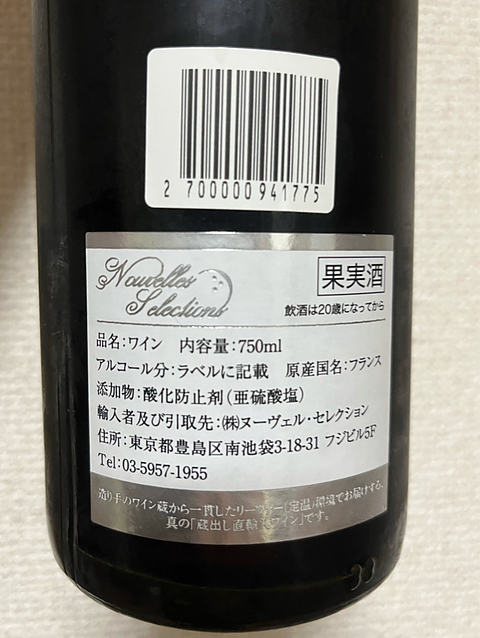 2 700000 941775
Nouvelles
Selections
果実酒
飲酒は20歳になってから
品名:ワイン 内容量:750ml
アルコール分:ラベルに記載 原産国名:フランス
添加物:酸化防止剤(亜硫酸塩)
輸入者及び引取先:㈱ヌーヴェル・セレクション
住所:東京都豊島区南池袋3-18-31 フジビル5F
Tel:03-5957-1955
造り手のワイン蔵から一貫したリーファー(定温)環境でお届けする、
真の「蔵出し直輸入ワイン」です。